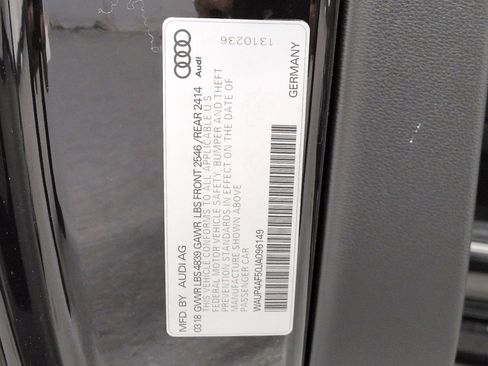 1310236
Audi
GERMANY
MFD. BY AUDI AG
03 18 GVWR LBS 4839 GAWR LBS FRONT 2546 / REAR 2414
THIS VEHICLE CONFORMS TO ALL APPLICABLE U.S.
FEDERAL MOTOR VEHICLE SAFETY, BUMPER AND THEFT
PREVENTION STANDARDS IN EFFECT ON THE DATE OF
MANUFACTURE SHOWN ABOVE
PASSENGER CAR
WAUP4AF50JA096149